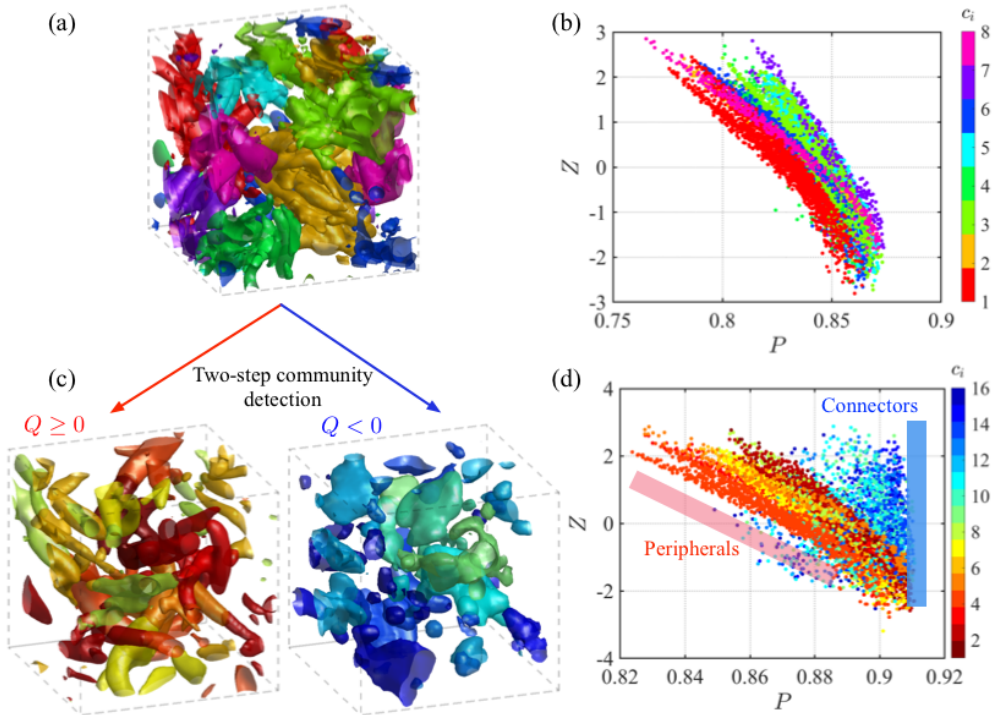 (a)
(b)
c_i
3
2
1
0
-1
-2
-3
Z
0.75
0.8
0.85
0.9
P
8
7
6
5
4
3
2
1
Two-step community
detection
(c)
Q ≥ 0
Q < 0
(d)
c_i
4
2
0
-2
-4
Z
0.82
0.84
0.86
0.88
0.9
0.92
P
Connectors
Peripherals
16
14
12
10
8
6
4
2